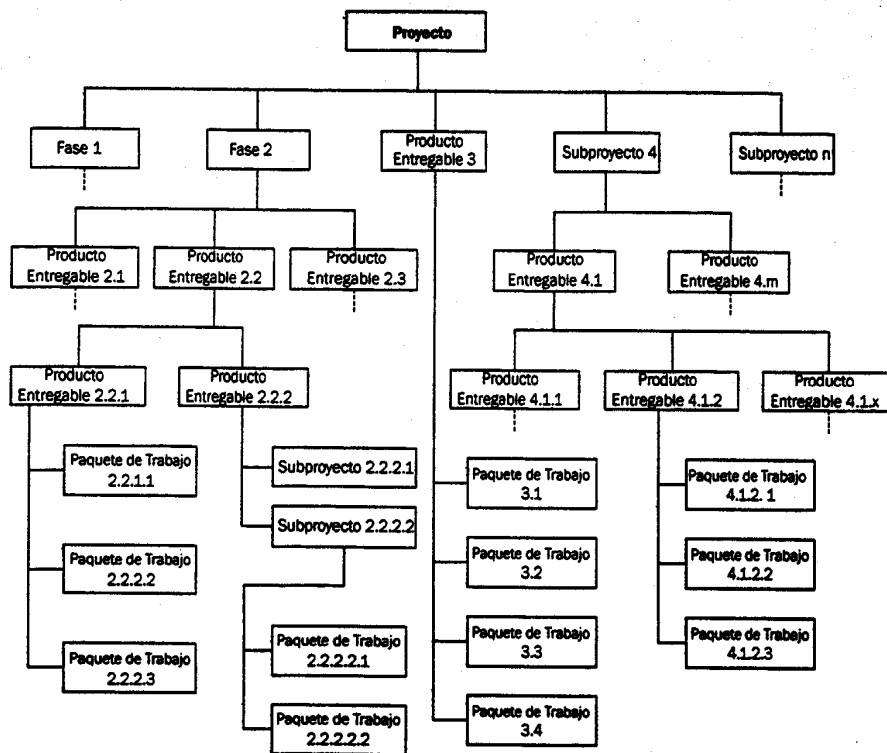 Proyecto
Fase 1
Fase 2
Producto
Entregable 3
Subproyecto 4
Subproyecto n
Producto
Entregable 2.1
Producto
Entregable 2.2
Producto
Entregable 2.3
Producto
Entregable 4.1
Producto
Entregable 4.m
Producto
Entregable 2.2.1
Producto
Entregable 2.2.2
Producto
Entregable 4.1.1
Producto
Entregable 4.1.2
Producto
Entregable 4.1.x
Paquete de Trabajo
2.2.1.1
Paquete de Trabajo
2.2.2.2
Paquete de Trabajo
2.2.2.3
Subproyecto 2.2.2.1
Subproyecto 2.2.2.2
Paquete de Trabajo
2.2.2.2.1
Paquete de Trabajo
2.2.2.2.2
Paquete de Trabajo
3.1
Paquete de Trabajo
3.2
Paquete de Trabajo
3.3
Paquete de Trabajo
3.4
Paquete de Trabajo
4.1.2. 1
Paquete de Trabajo
4.1.2.2
Paquete de Trabajo
4.1.2.3